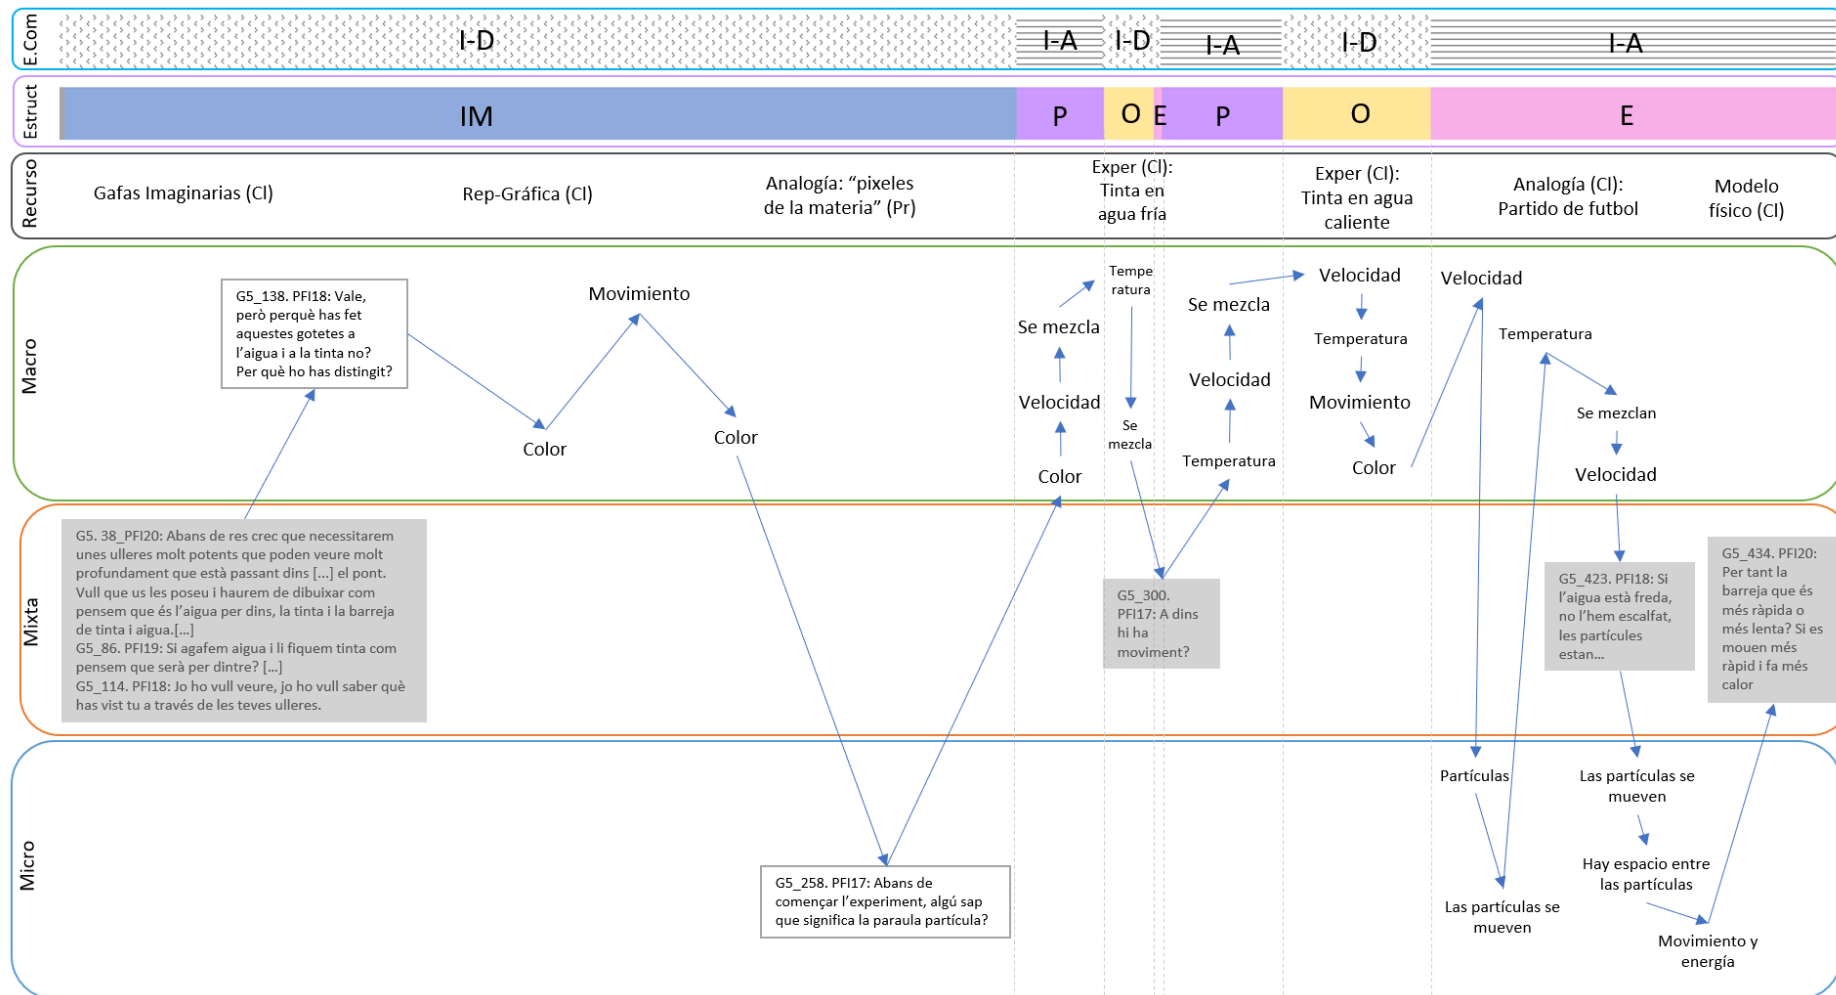 E.Com
I-D
I-A
I-D
I-A
I-D
I-A
Estruct
IM
P
O
E
P
O
E
Recurso
Gafas Imaginarias (Cl)
Rep-Gráfica (Cl)
Analogía: “pixeles
de la materia” (Pr)
Exper (Cl):
Tinta en
agua fría
Exper (Cl):
Tinta en agua
caliente
Analogía (Cl):
Partido de futbol
Modelo
físico (Cl)
Macro
G5_138. PFI18: Vale,
però perquè has fet
aquestes gotetes a
l’aigua i a la tinta no?
Per què ho has distingit?
Color
Movimiento
Color
Se mezcla
Velocidad
Color
Tempe
ratura
Se
mezcla
Se mezcla
Velocidad
Temperatura
Velocidad
Temperatura
Movimiento
Color
Velocidad
Temperatura
Se mezclan
Velocidad
Mixta
G5. 38_PFI20: Abans de res crec que necessitarem
unes ulleres molt potents que poden veure molt
profundament que està passant dins [...] el pont.
Vull que us les poseu i haurem de dibuixar com
pensem que és l’aigua per dins, la tinta i la barreja
de tinta i aigua.[...]
G5_86. PFI19: Si agafem aigua i li fiquem tinta com
pensem que serà per dintre? [...]
G5_114. PFI18: Jo ho vull veure, jo ho vull saber què
has vist tu a través de les teves ulleres.
G5_300.
PFI17: A dins
hi ha
moviment?
G5_423. PFI18: Si
l’aigua està freda,
no l’hem escalfat,
les partícules
estan...
G5_434. PFI20:
Per tant la
barreja que és
més ràpida o
més lenta? Si es
mouen més
ràpid i fa més
calor
Micro
G5_258. PFI17: Abans de
començar l’experiment, algú sap
que significa la paraula partícula?
Partículas
Las partículas se
mueven
Las partículas se
mueven
Hay espacio entre
las partículas
Movimiento y
energía